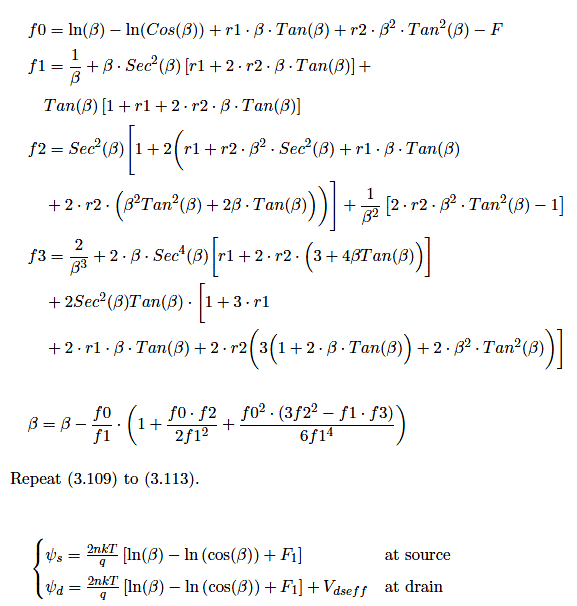 f0 = ln(β) − ln(Cos(β)) + r1 · β · Tan(β) + r2 · β² · Tan²(β) − F
f1 = 1/β + β · Sec²(β) [r1 + 2 · r2 · β · Tan(β)] +
Tan(β) [1 + r1 + 2 · r2 · β · Tan(β)]
f2 = Sec²(β) [1 + 2(r1 + r2 · β² · Sec²(β) + r1 · β · Tan(β)
+ 2 · r2 · (β²Tan²(β) + 2β · Tan(β)))] + 1/β² [2 · r2 · β² · Tan²(β) − 1]
f3 = 2/β³ + 2 · β · Sec⁴(β) [r1 + 2 · r2 · (3 + 4βTan(β))]
+ 2Sec²(β)Tan(β) · [1 + 3 · r1
+ 2 · r1 · β · Tan(β) + 2 · r2(3(1 + 2 · β · Tan(β)) + 2 · β² · Tan²(β))]
β = β − f0/f1 · (1 + f0 · f2/2f1² + f0² · (3f2² − f1 · f3)/6f1⁴)
Repeat (3.109) to (3.113).
ψs = 2nkT/q [ln(β) − ln (cos(β)) + F₁] at source
ψd = 2nkT/q [ln(β) − ln (cos(β)) + F₁] + Vdseff at drain